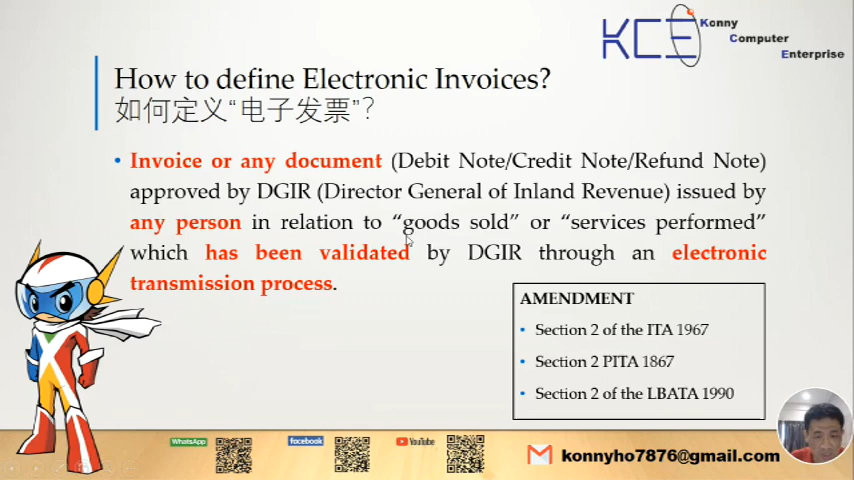 KCE
Konny
Computer
Enterprise
How to define Electronic Invoices?
如何定义“电子发票”?
Invoice or any document (Debit Note/Credit Note/Refund Note)
approved by DGIR (Director General of Inland Revenue) issued by
any person in relation to “goods sold” or “services performed”
which has been validated by DGIR through an electronic
transmission process.
AMENDMENT
Section 2 of the ITA 1967
Section 2 PITA 1867
Section 2 of the LBATA 1990
WhatsApp
facebook
YouTube
konnyho7876@gmail.com